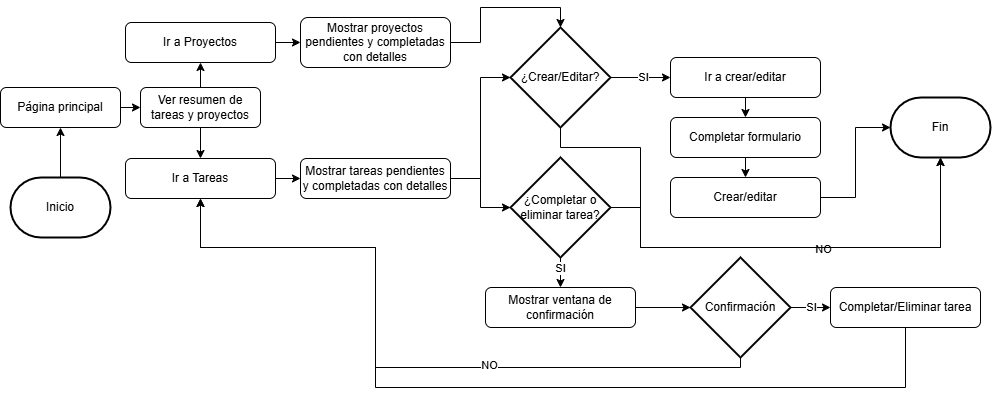 Ir a Proyectos
Mostrar proyectos
pendientes y completadas
con detalles
¿Crear/Editar?
SI
Ir a crear/editar
Página principal
Ver resumen de
tareas y proyectos
Completar formulario
Fin
Ir a Tareas
Mostrar tareas pendientes
y completadas con detalles
Crear/editar
Inicio
¿Completar o
eliminar tarea?
NO
SI
Mostrar ventana de
confirmación
Confirmación
SI
Completar/Eliminar tarea
NO